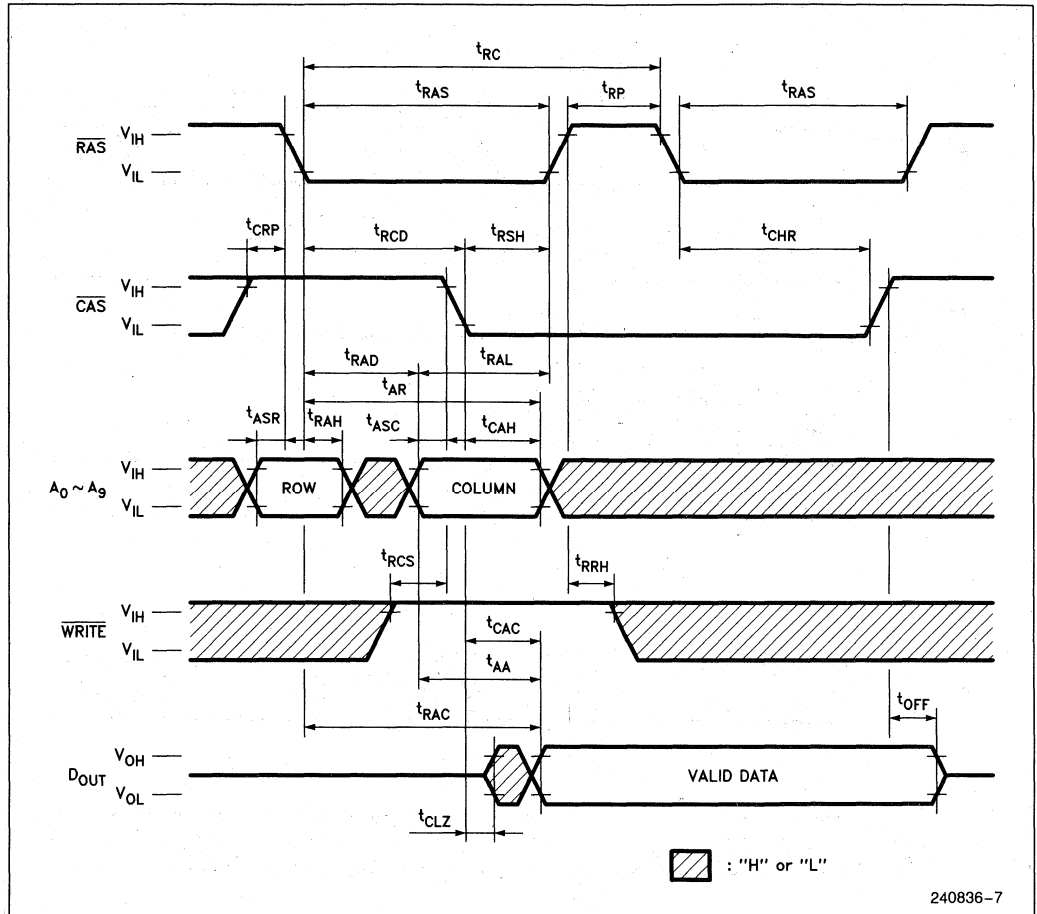 tRC
tRAS tRP tRAS
RAS VIH
VIL
tCRP tRCD tRSH tCHR
CAS VIH
VIL
tRAD tRAL
tAR
tASR tRAH tASC tCAH
A0 ~ A9 VIH
VIL
ROW COLUMN
tRCS tRRH
WRITE VIH
VIL
tCAC
tAA
tRAC tOFF
DOUT VOH
VOL
VALID DATA
tCLZ
: "H" or "L"
240836-7